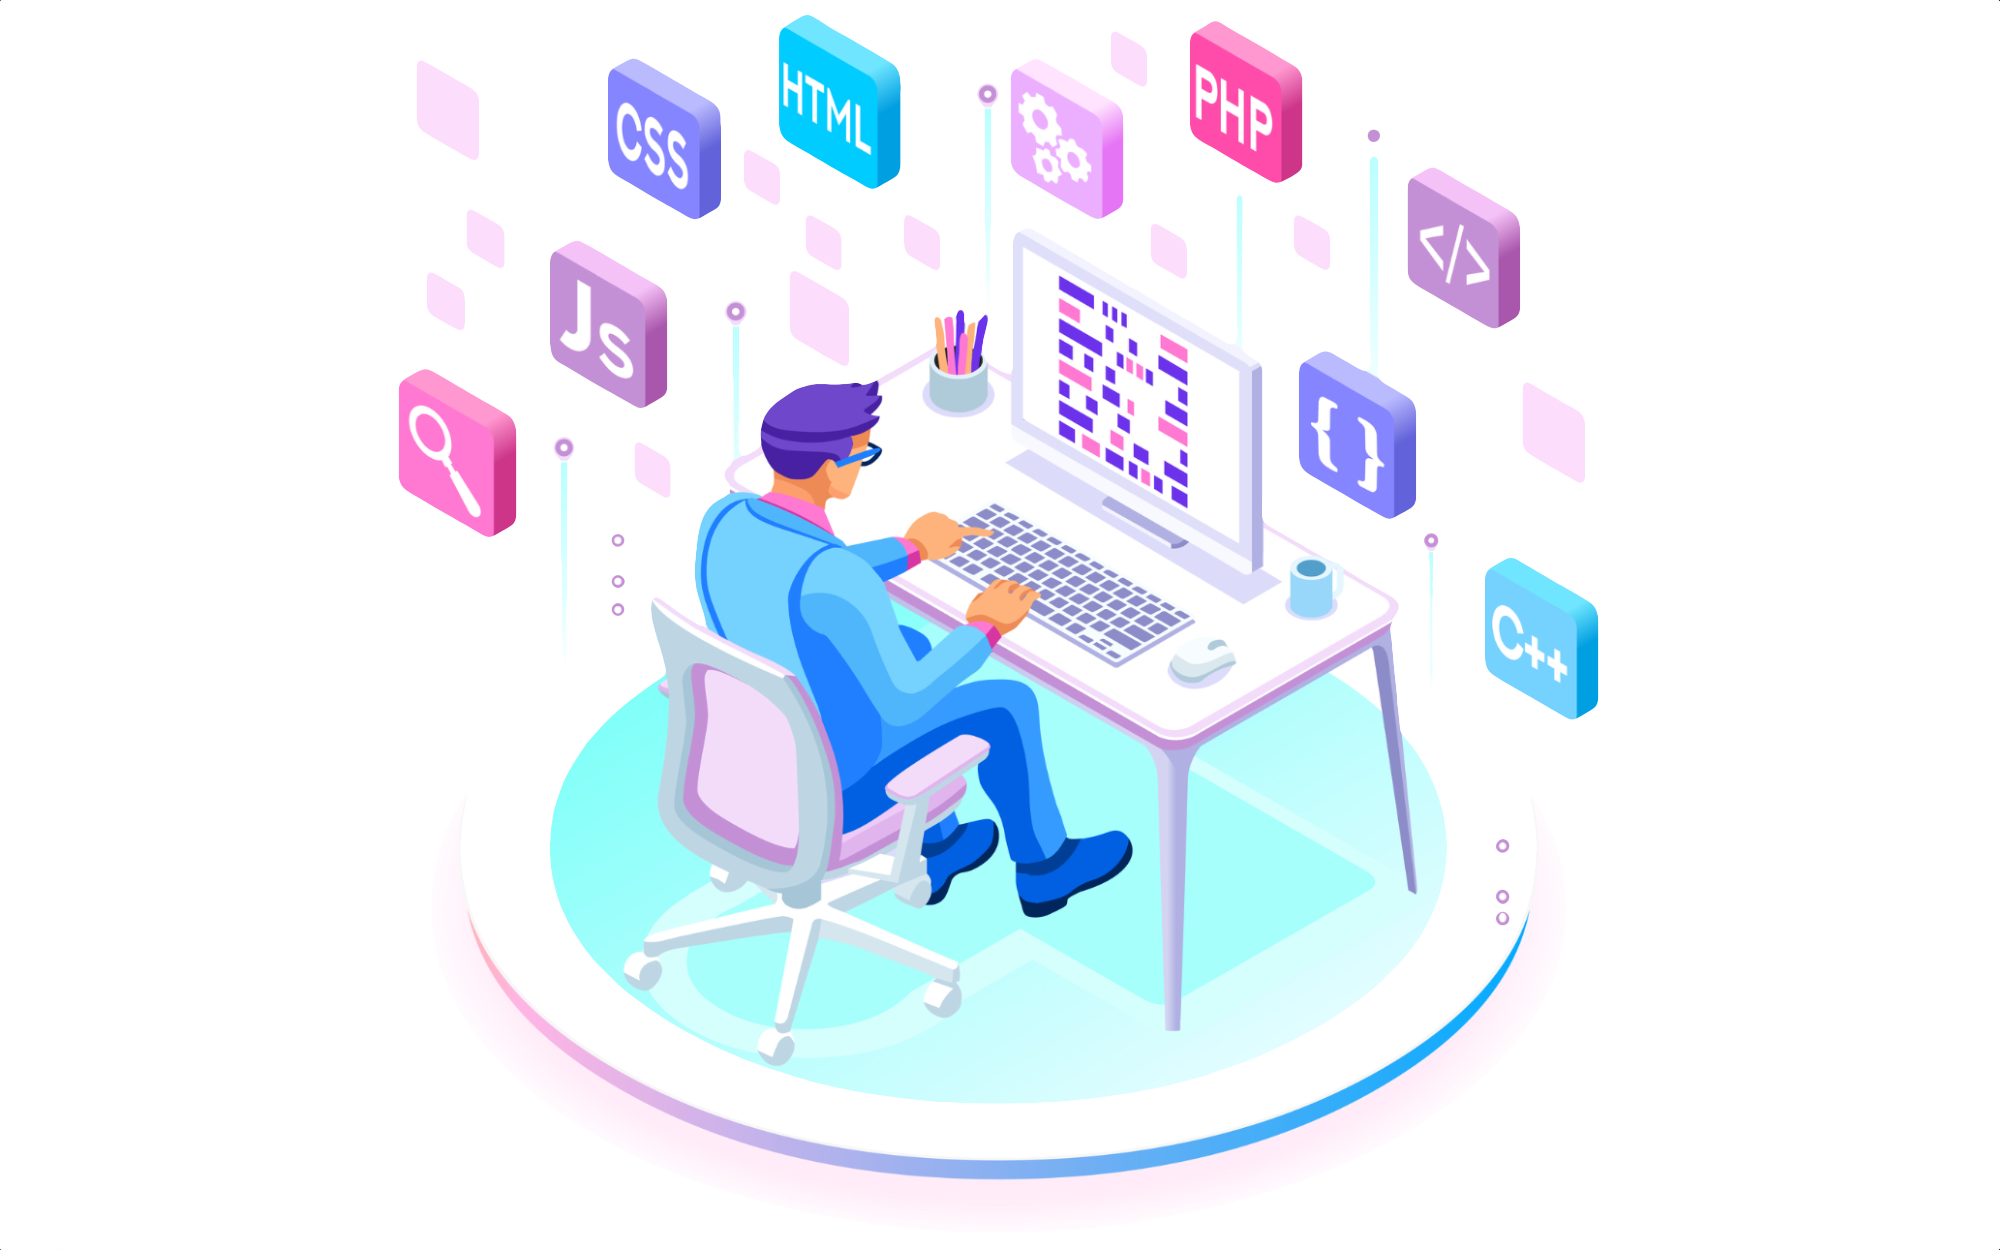 HTML
PHP
CSS
</>
Js
{ }
C++